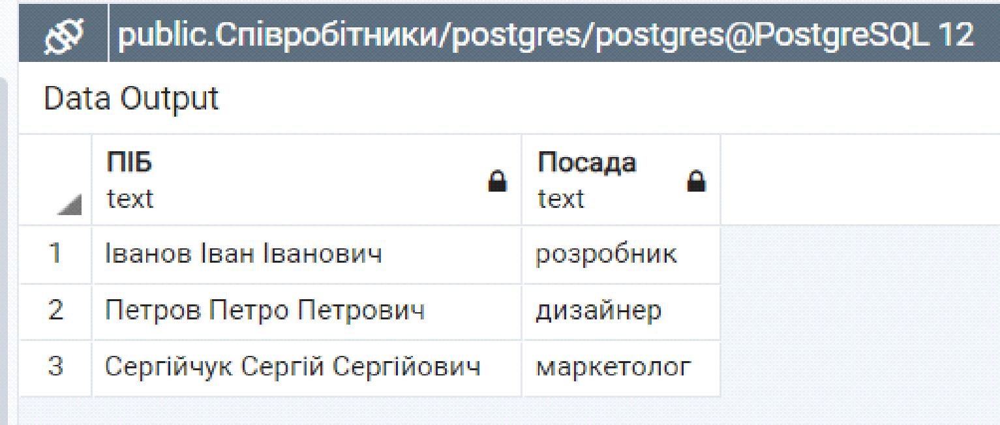 public.Співробітники/postgres/postgres@PostgreSQL 12
Data Output
ПІБ Посада
text text
1 Іванов Іван Іванович розробник
2 Петров Петро Петрович дизайнер
3 Сергійчук Сергій Сергійович маркетолог